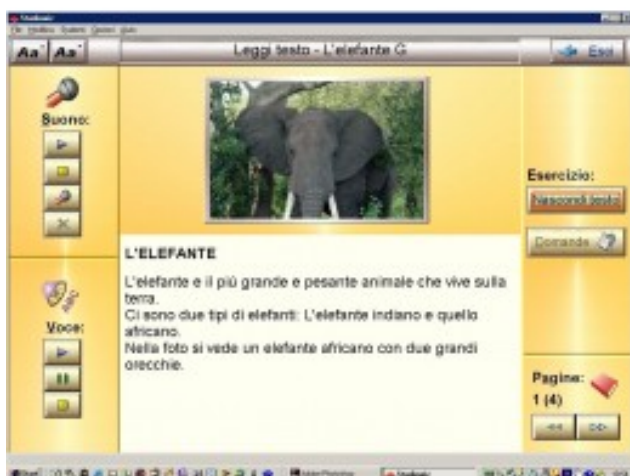 Aa Aa
Leggi testo - L'elefante G
Esci
Suono:
Esercizio:
Nascondi testo
Domande
L'ELEFANTE
L'elefante e il più grande e pesante animale che vive sulla
terra.
Ci sono due tipi di elefanti: L'elefante indiano e quello
africano.
Nella foto si vede un elefante africano con due grandi
orecchie.
Voce:
Pagine:
1 (4)